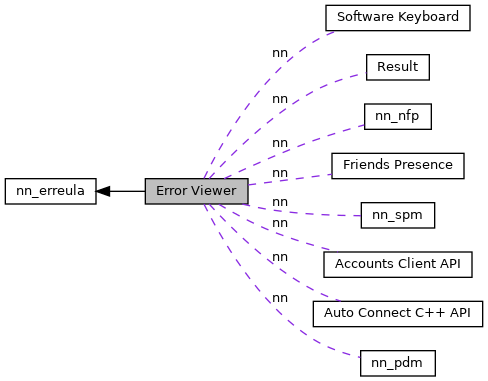 Software Keyboard
nn
Result
nn
nn_nfp
nn
Friends Presence
nn
nn_erreula
Error Viewer
nn
nn_spm
nn
Accounts Client API
nn
Auto Connect C++ API
nn
nn_pdm